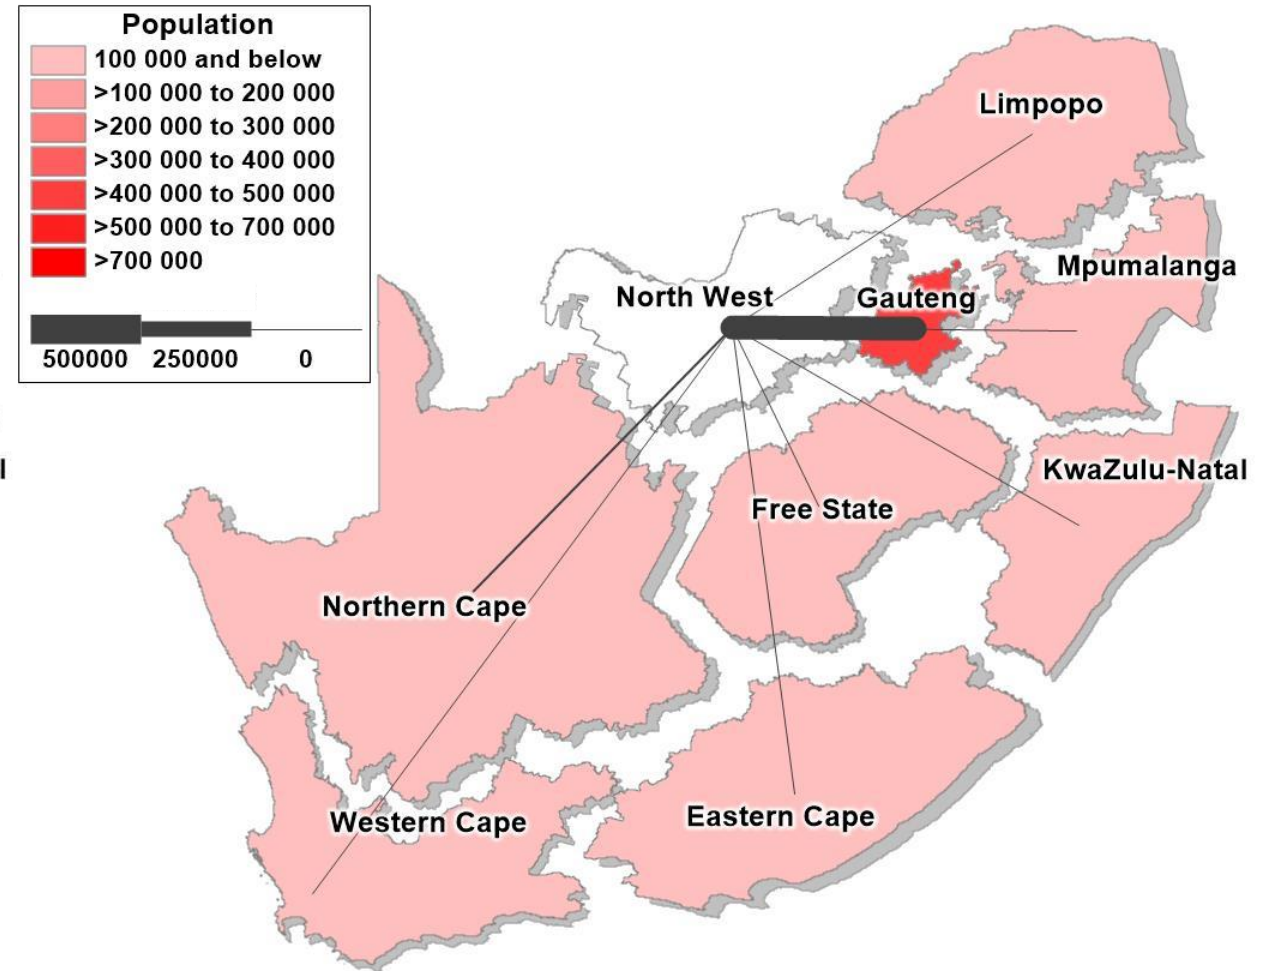 Population
100 000 and below
>100 000 to 200 000
>200 000 to 300 000
>300 000 to 400 000
>400 000 to 500 000
>500 000 to 700 000
>700 000
500000 250000 0
Limpopo
Mpumalanga
North West
Gauteng
KwaZulu-Natal
Free State
Northern Cape
Western Cape
Eastern Cape